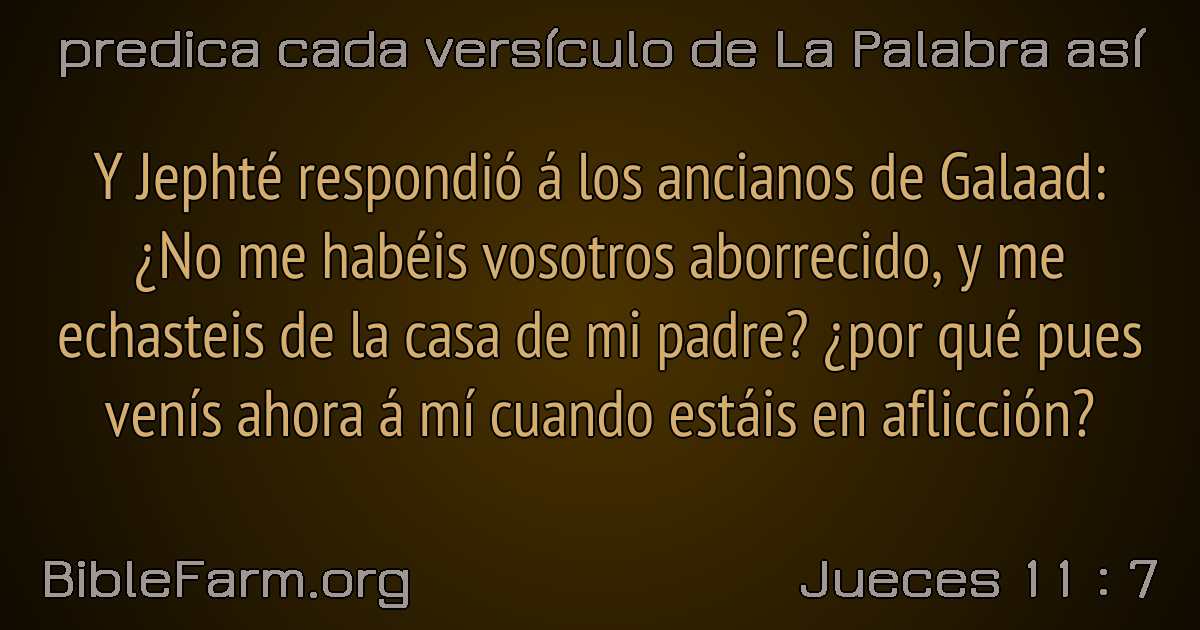 predica cada versículo de La Palabra así
Y Jephté respondió á los ancianos de Galaad:
¿No me habéis vosotros aborrecido, y me
echasteis de la casa de mi padre? ¿por qué pues
venís ahora á mí cuando estáis en aflicción?
BibleFarm.org
Jueces 11 : 7